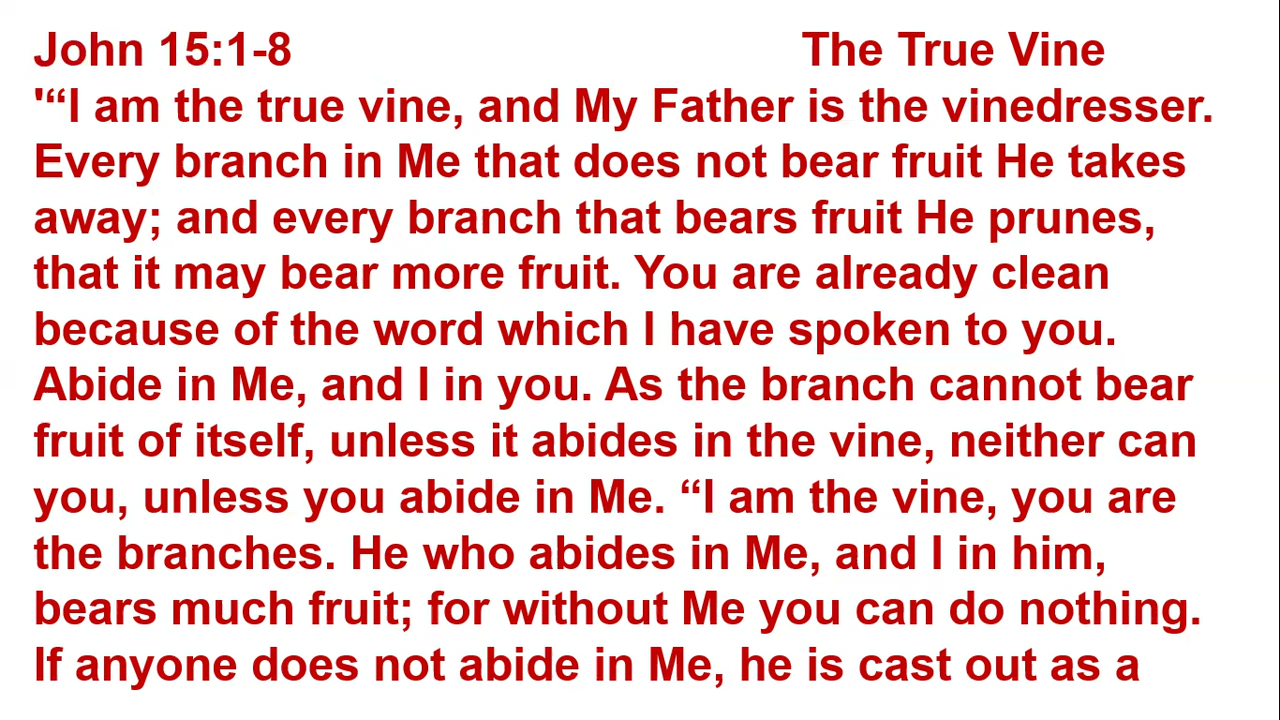 John 15:1-8 The True Vine
'“I am the true vine, and My Father is the vinedresser.
Every branch in Me that does not bear fruit He takes
away; and every branch that bears fruit He prunes,
that it may bear more fruit. You are already clean
because of the word which I have spoken to you.
Abide in Me, and I in you. As the branch cannot bear
fruit of itself, unless it abides in the vine, neither can
you, unless you abide in Me. “I am the vine, you are
the branches. He who abides in Me, and I in him,
bears much fruit; for without Me you can do nothing.
If anyone does not abide in Me, he is cast out as a